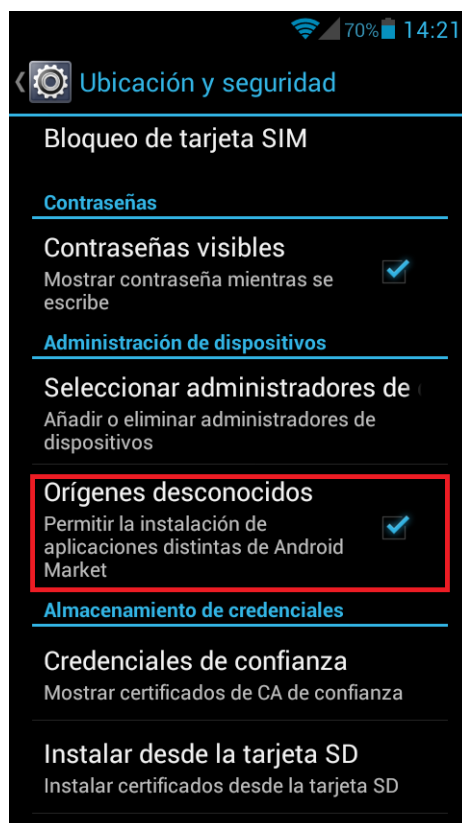 70% 14:21
Ubicación y seguridad
Bloqueo de tarjeta SIM
Contraseñas
Contraseñas visibles
Mostrar contraseña mientras se
escribe
Administración de dispositivos
Seleccionar administradores de
Añadir o eliminar administradores de
dispositivos
Orígenes desconocidos
Permitir la instalación de
aplicaciones distintas de Android
Market
Almacenamiento de credenciales
Credenciales de confianza
Mostrar certificados de CA de confianza
Instalar desde la tarjeta SD
Instalar certificados desde la tarjeta SD